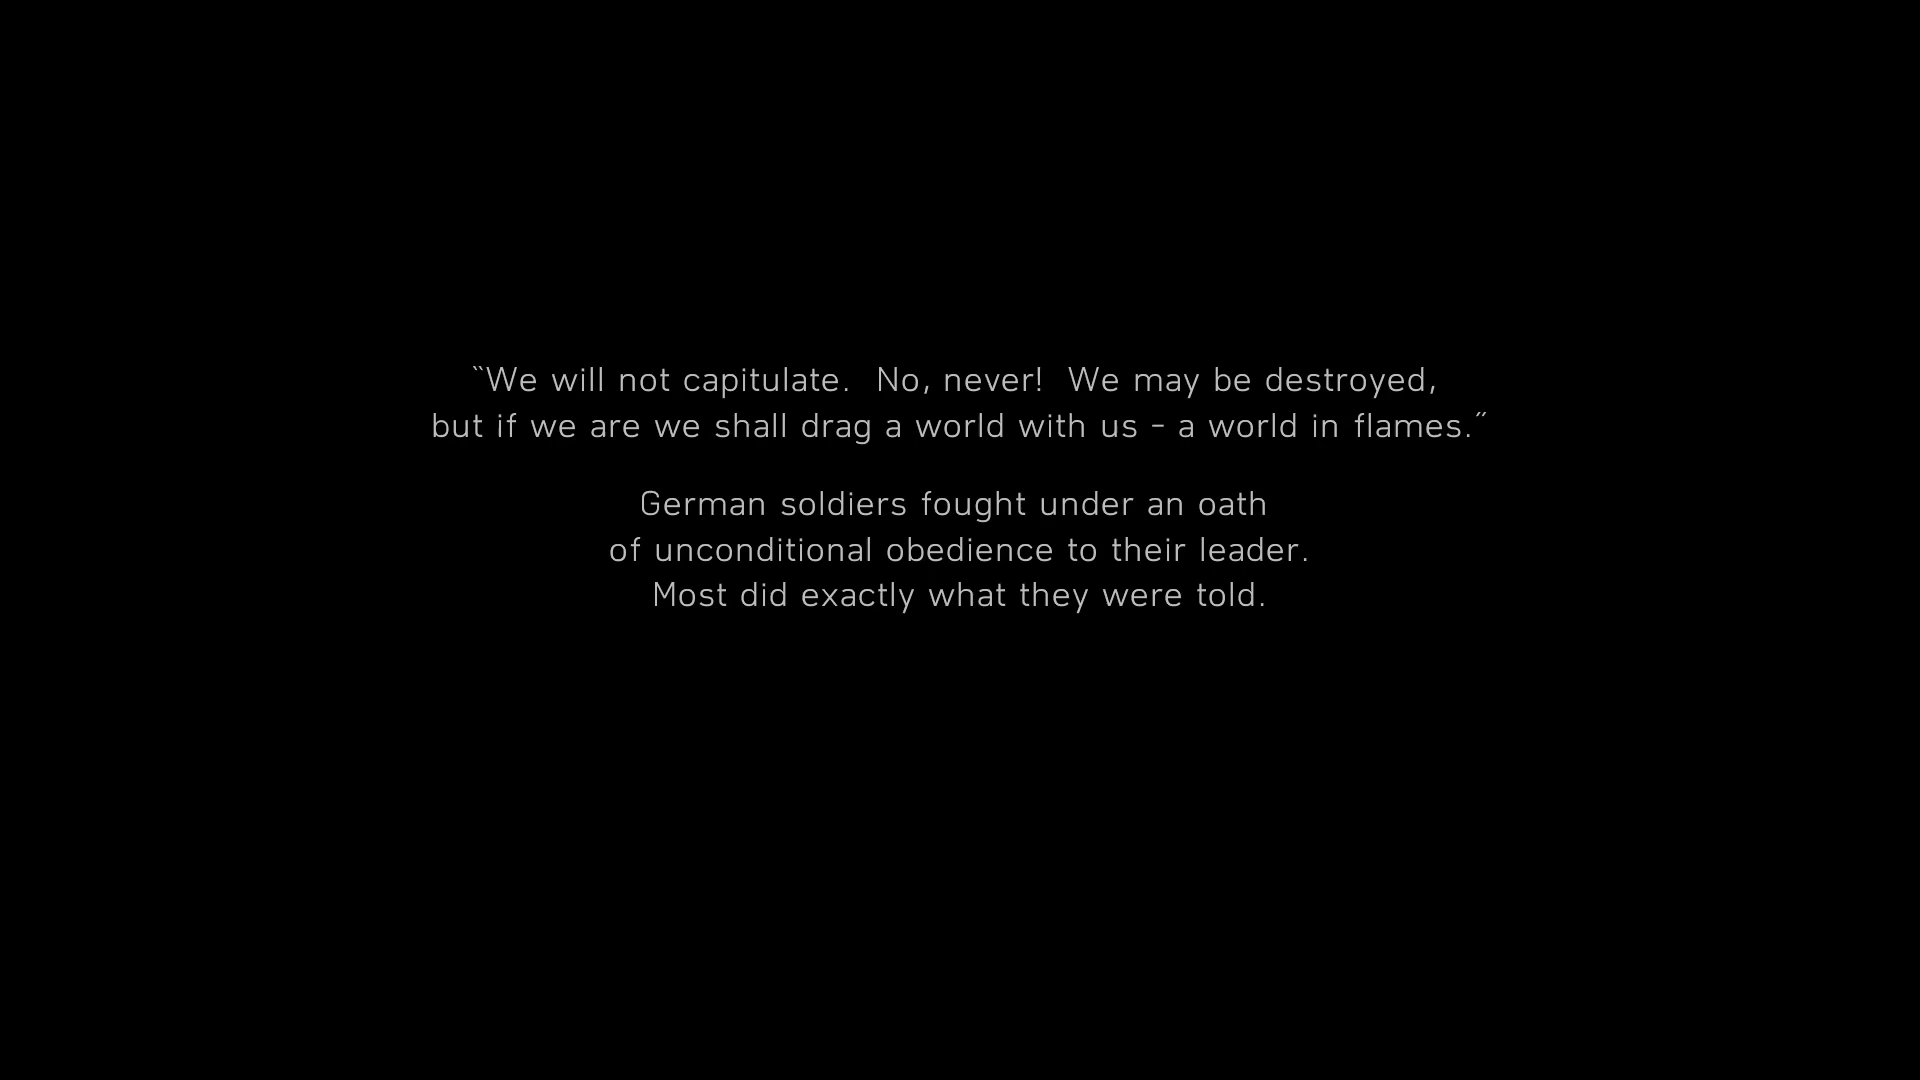 “We will not capitulate.  No, never!  We may be destroyed,
but if we are we shall drag a world with us - a world in flames.”
German soldiers fought under an oath
of unconditional obedience to their leader.
Most did exactly what they were told.